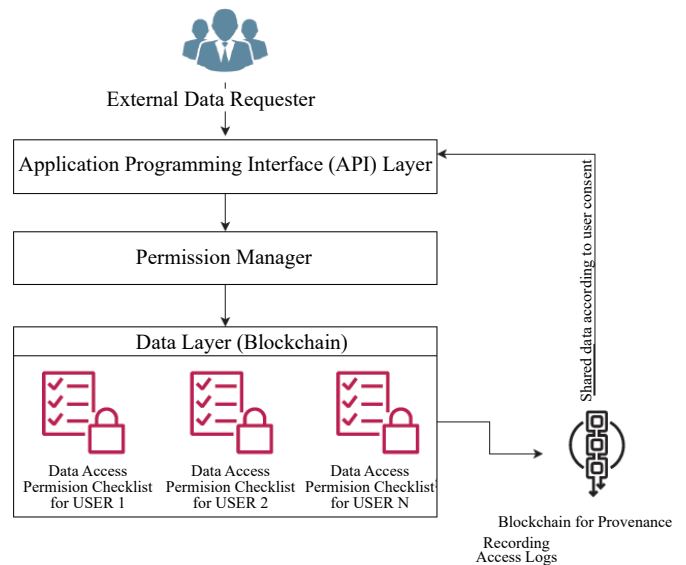 External Data Requester
Application Programming Interface (API) Layer
Permission Manager
Data Layer (Blockchain)
Data Access
Permision Checklist
for USER 1
Data Access
Permision Checklist
for USER 2
Data Access
Permision Checklist
for USER N
Shared data according to user consent
Blockchain for Provenance
Recording
Access Logs